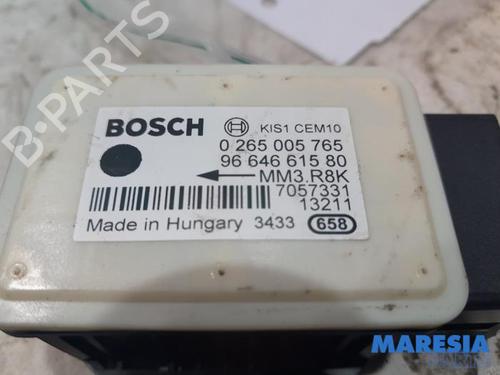 BOSCH KIS1 CEM10
0 265 005 765
96 646 615 80
MM3.R8K
7057331
13211
Made in Hungary 3433 658
MARESIA